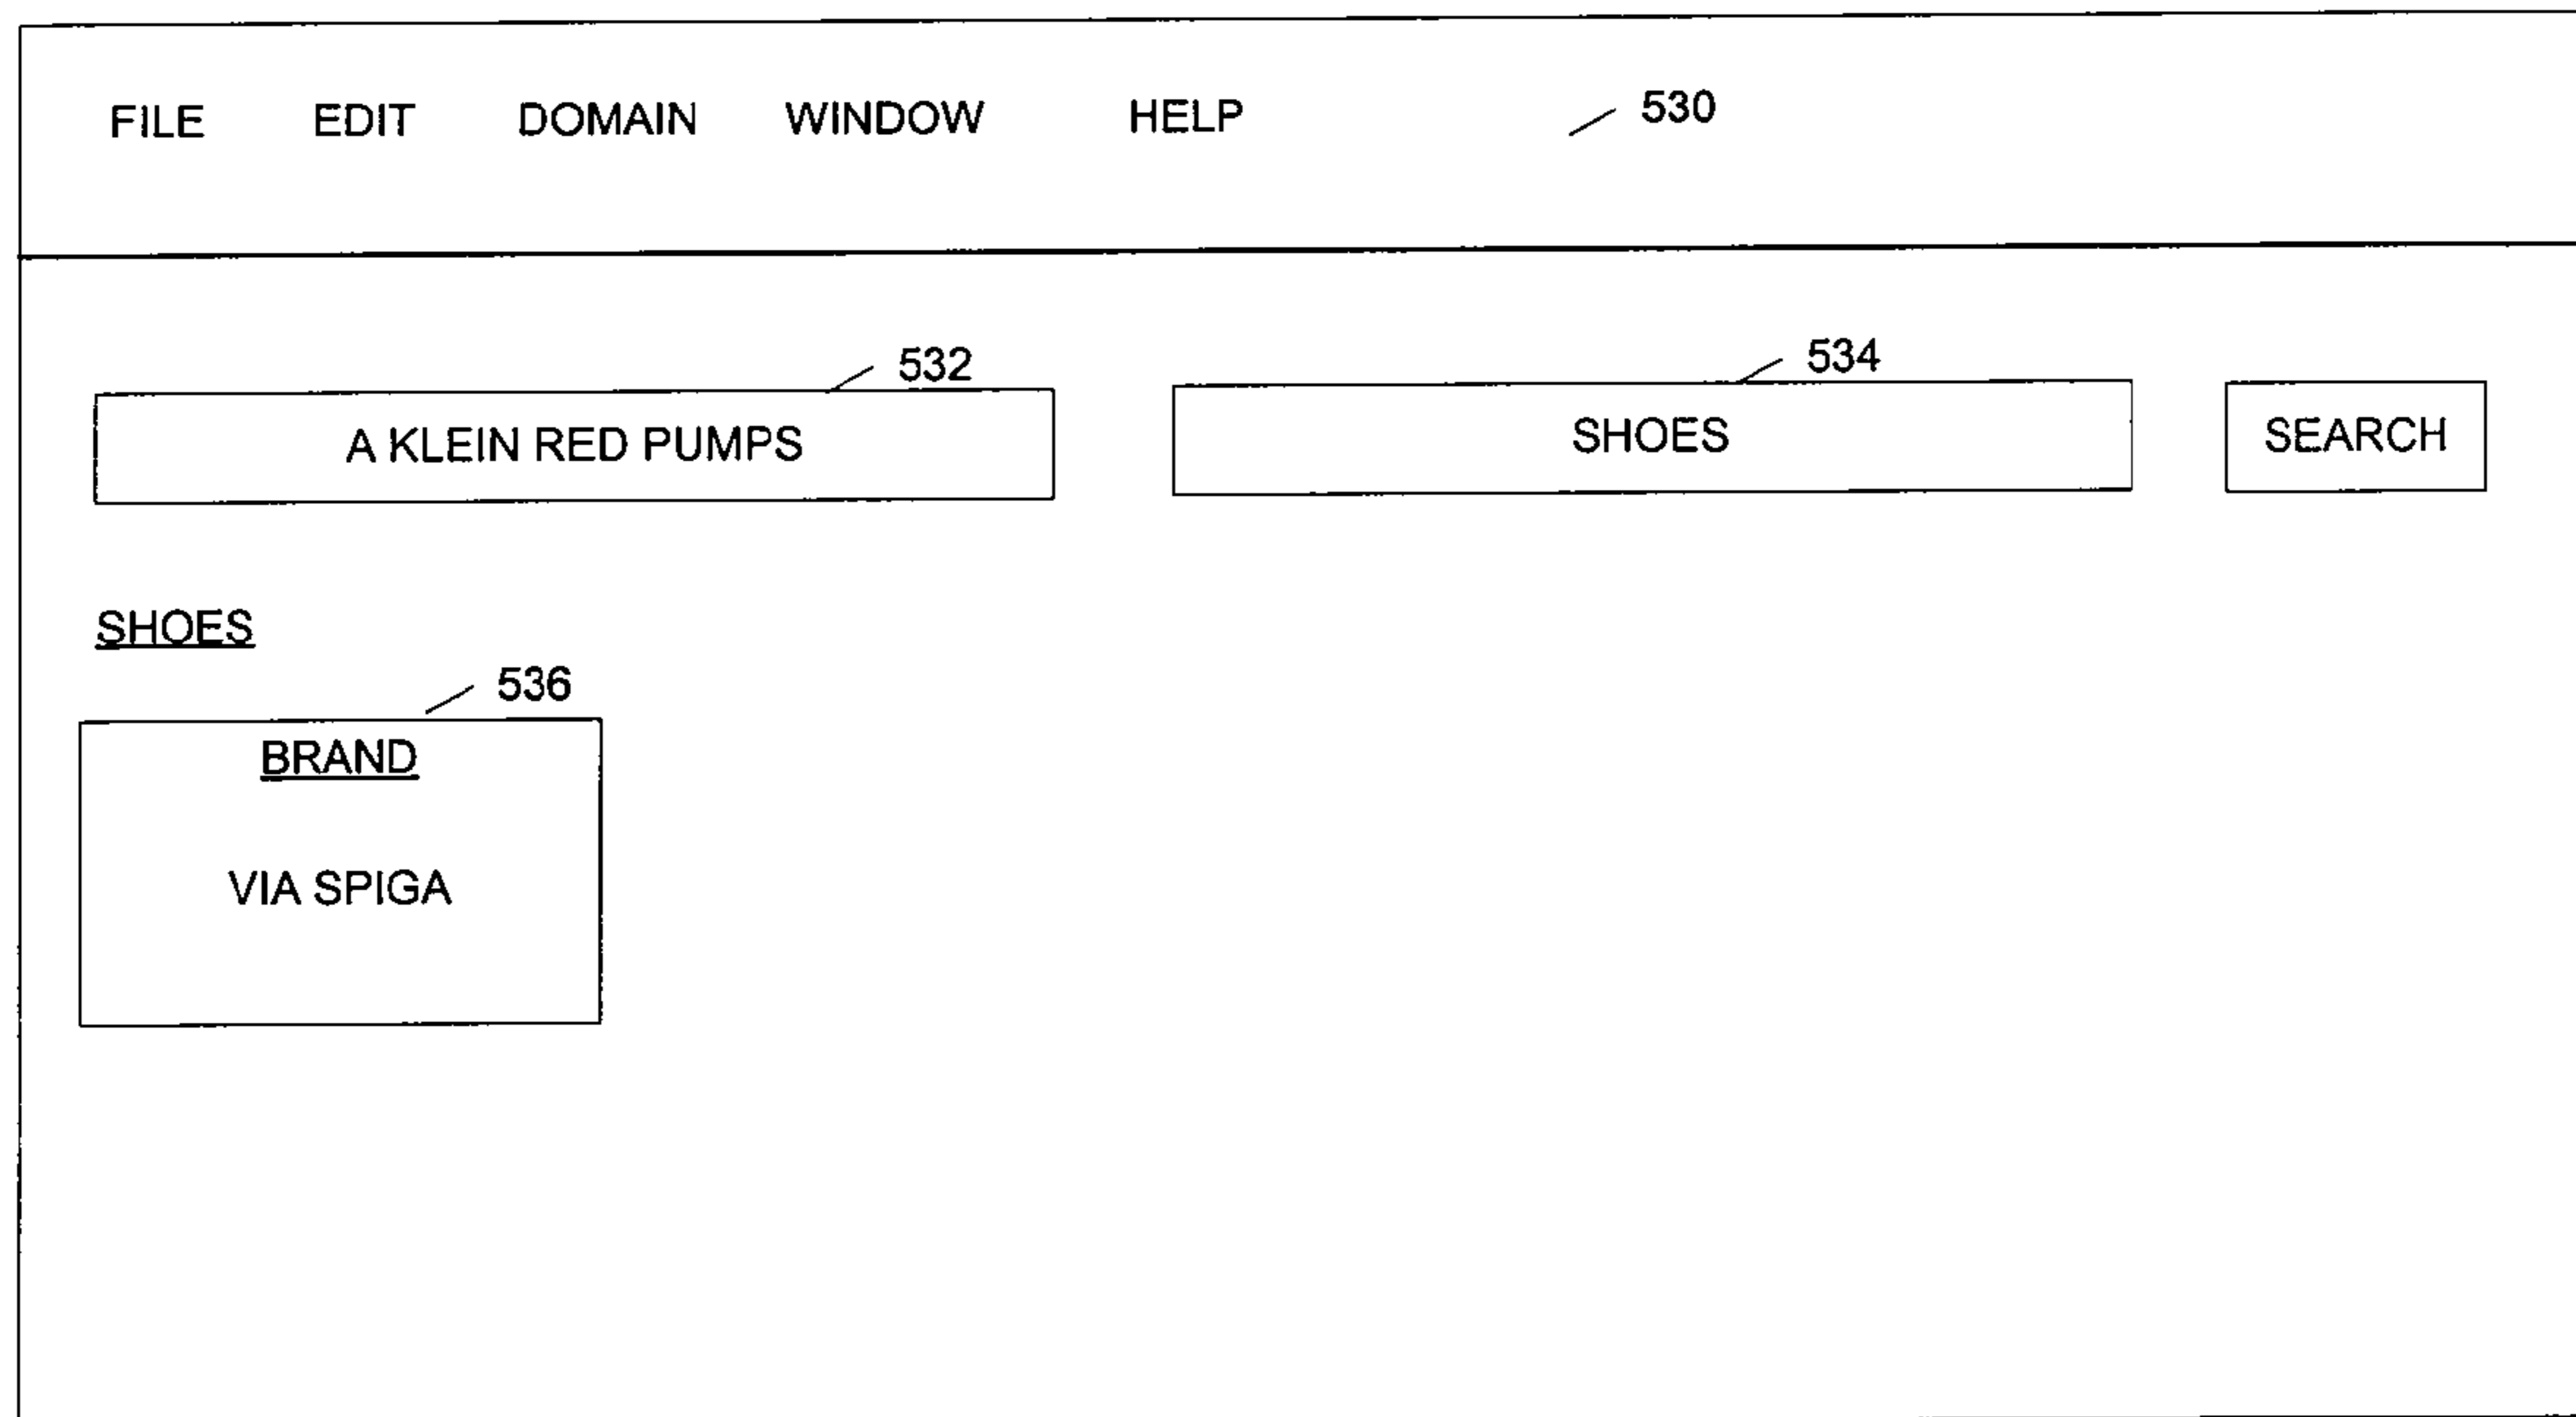 FILE EDIT DOMAIN WINDOW HELP 530
532 534
A KLEIN RED PUMPS SHOES SEARCH
SHOES
536
BRAND
VIA SPIGA